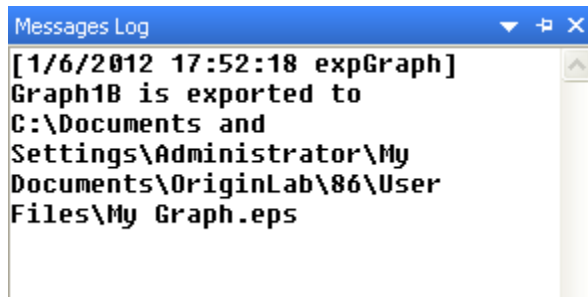 Messages Log
[1/6/2012 17:52:18 expGraph]
Graph1B is exported to
C:\Documents and
Settings\Administrator\My
Documents\OriginLab\86\User
Files\My Graph.eps